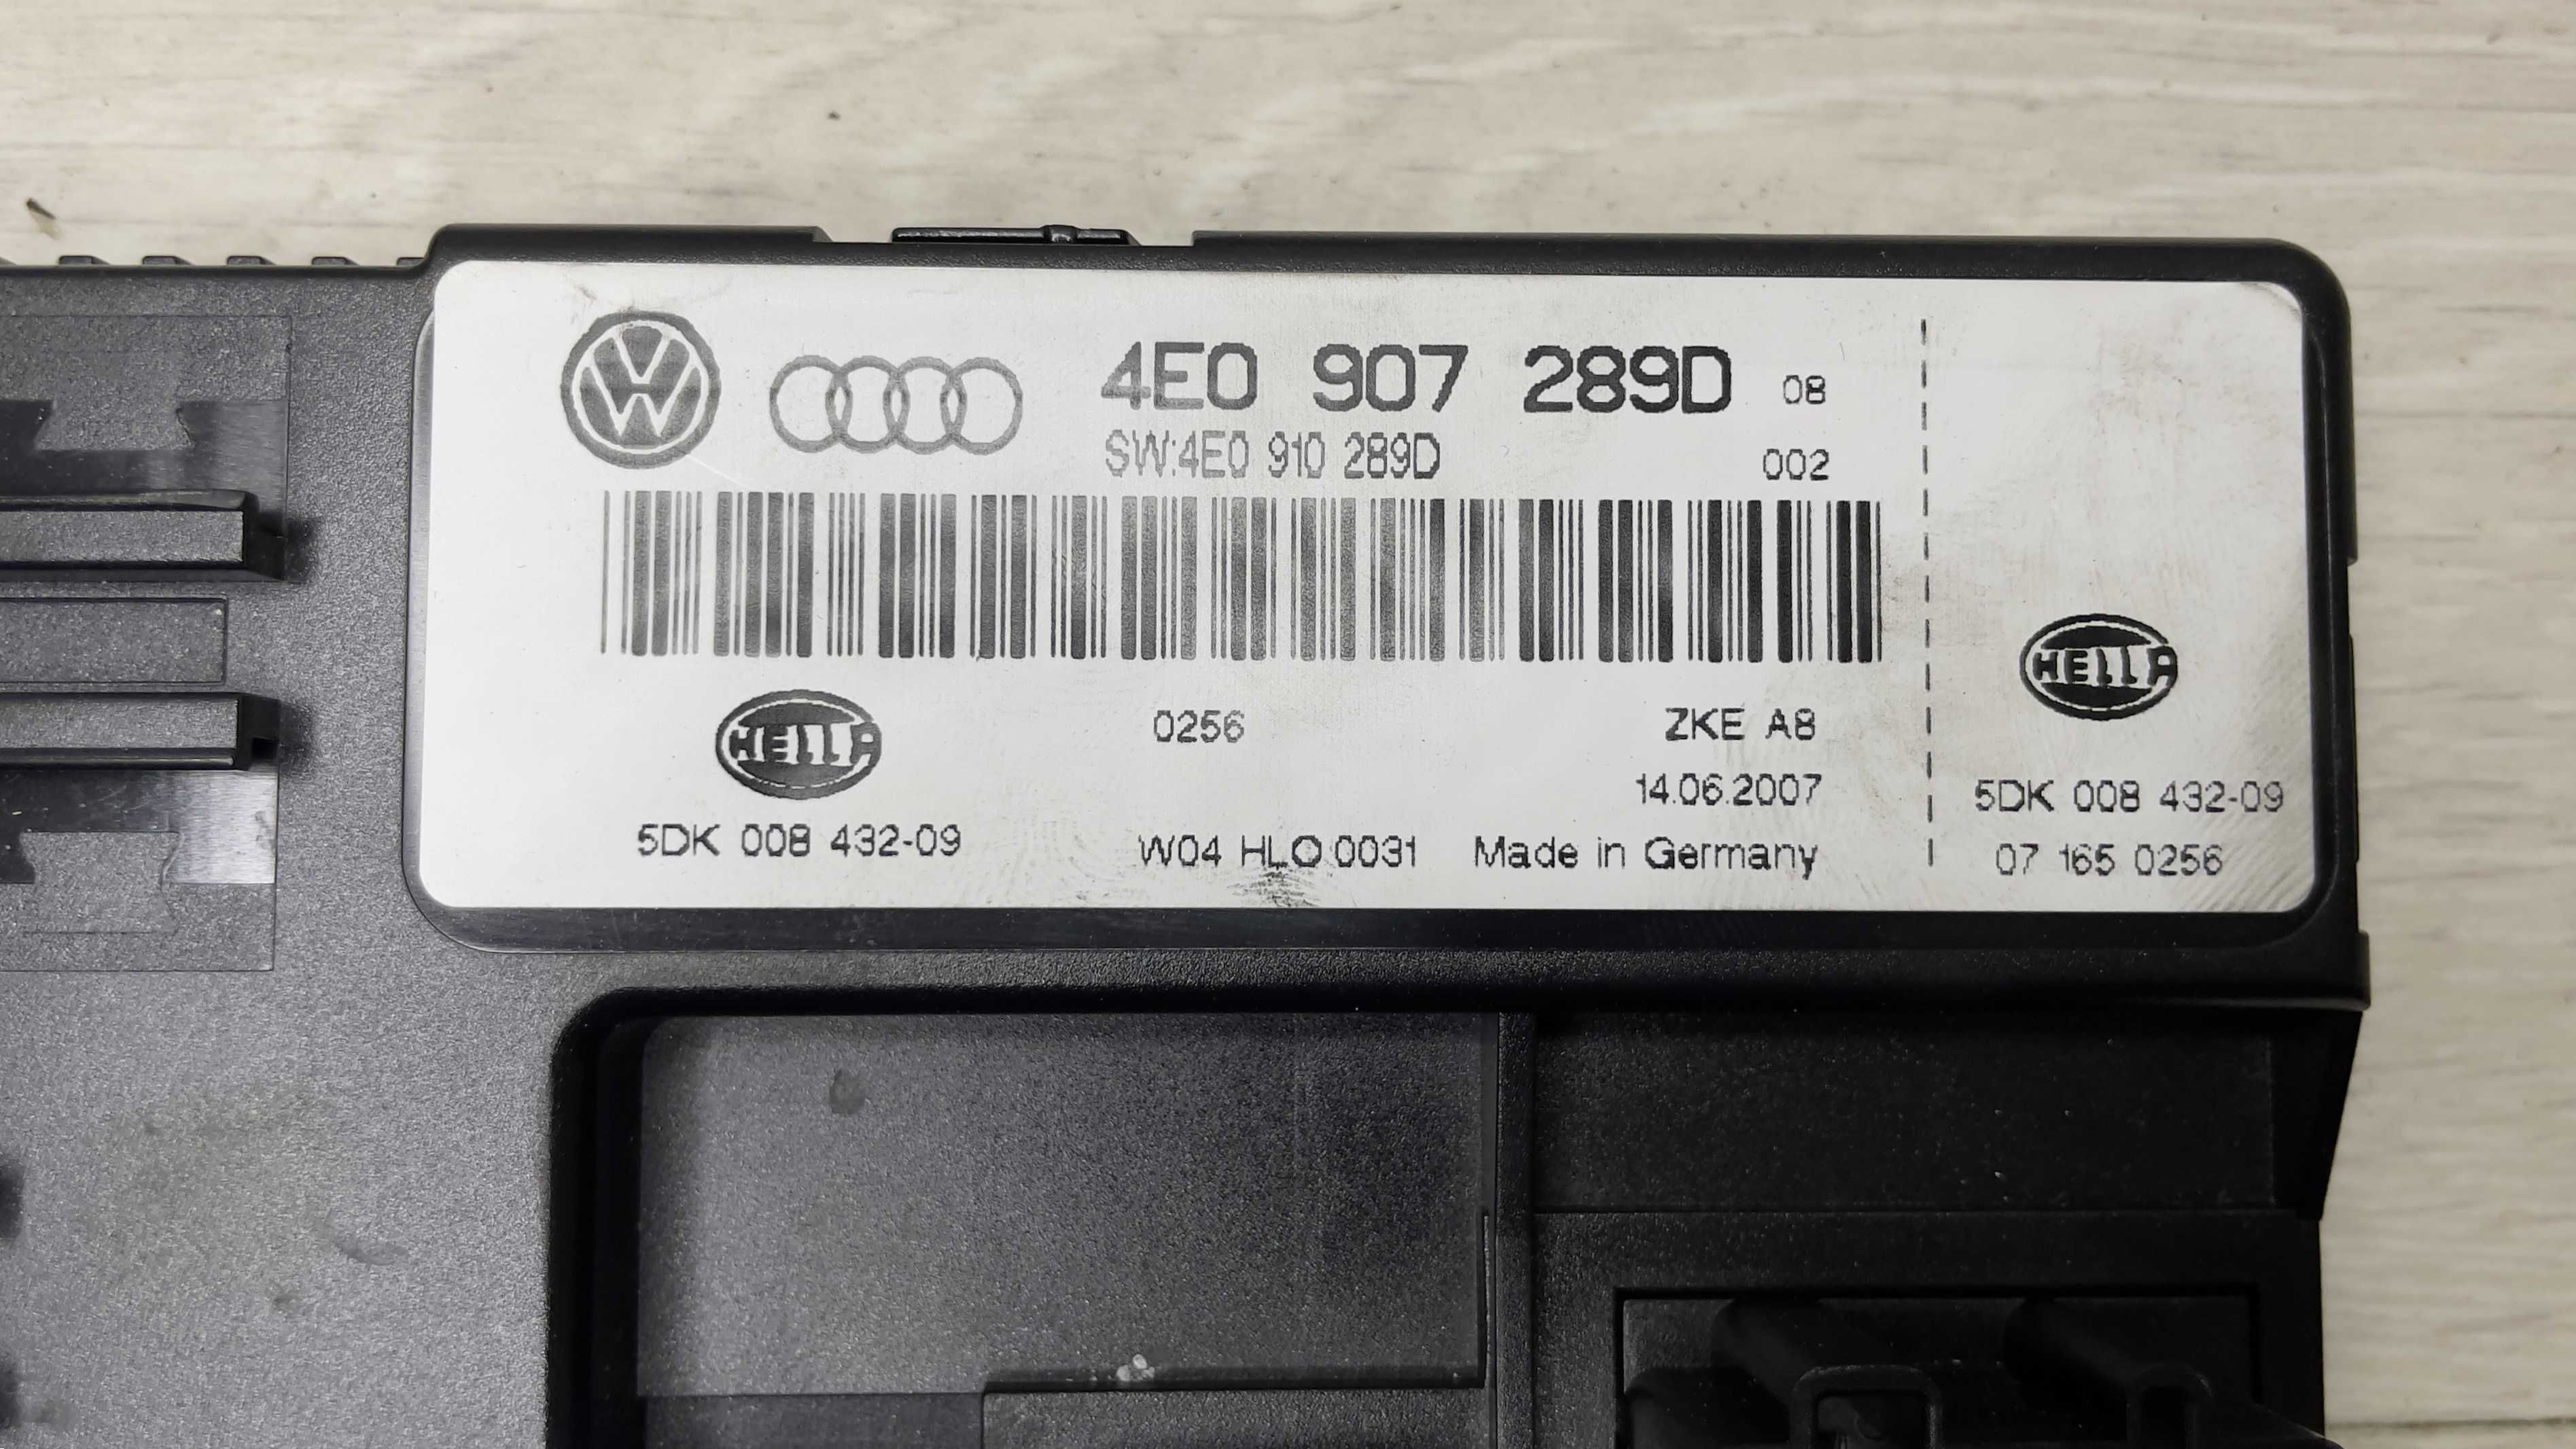 4E0 907 289D 08
SW:4E0 910 289D 002
HELLA
0256
ZKE A8
14.06.2007
5DK 008 432-09
W04 HLO 0031
Made in Germany
HELLA
5DK 008 432-09
07 165 0256